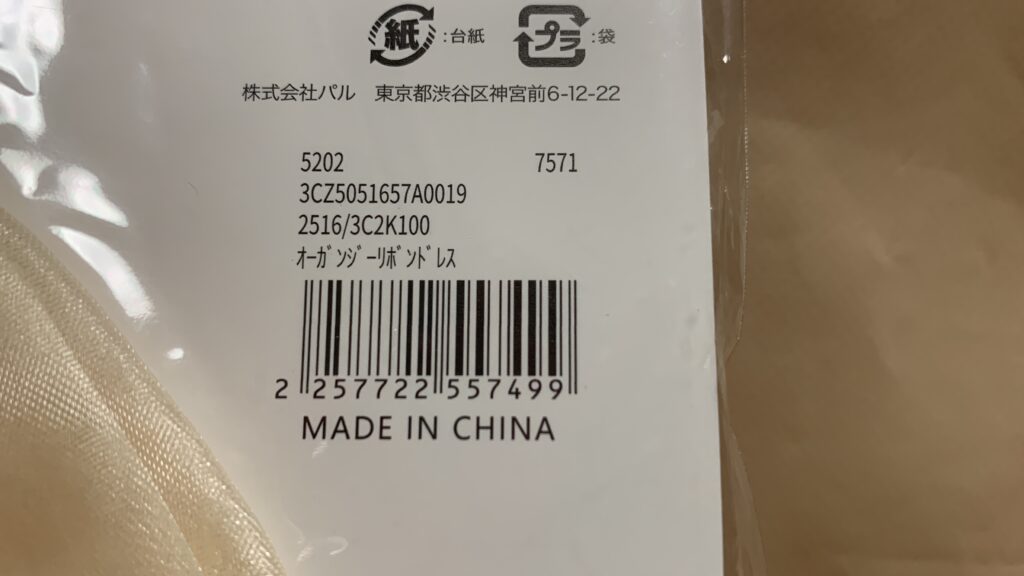 紙 :台紙 プラ :袋
株式会社パル 東京都渋谷区神宮前6-12-22
5202 7571
3CZ5051657A0019
2516/3C2K100
ｵｰｶﾞﾝｼﾞｰﾘﾎﾞﾝﾄﾞﾚｽ
2 257722 557499
MADE IN CHINA